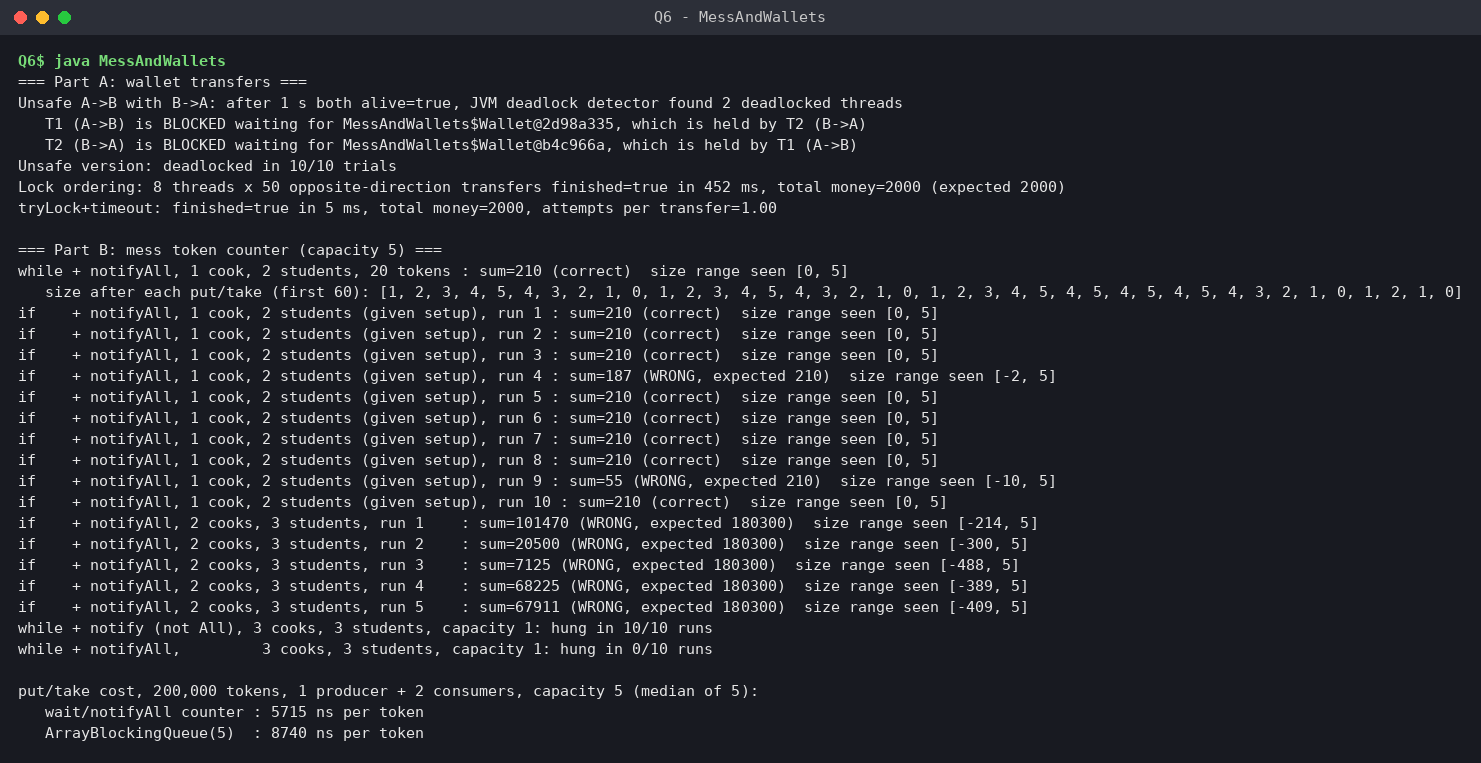 Q6 - MessAndWallets
Q6$ java MessAndWallets
=== Part A: wallet transfers ===
Unsafe A->B with B->A: after 1 s both alive=true, JVM deadlock detector found 2 deadlocked threads
   T1 (A->B) is BLOCKED waiting for MessAndWallets$Wallet@2d98a335, which is held by T2 (B->A)
   T2 (B->A) is BLOCKED waiting for MessAndWallets$Wallet@b4c966a, which is held by T1 (A->B)
Unsafe version: deadlocked in 10/10 trials
Lock ordering: 8 threads x 50 opposite-direction transfers finished=true in 452 ms, total money=2000 (expected 2000)
tryLock+timeout: finished=true in 5 ms, total money=2000, attempts per transfer=1.00
=== Part B: mess token counter (capacity 5) ===
while + notifyAll, 1 cook, 2 students, 20 tokens : sum=210 (correct)  size range seen [0, 5]
   size after each put/take (first 60): [1, 2, 3, 4, 5, 4, 3, 2, 1, 0, 1, 2, 3, 4, 5, 4, 3, 2, 1, 0, 1, 2, 3, 4, 5, 4, 5, 4, 5, 4, 5, 4, 3, 2, 1, 0, 1, 2, 1, 0]
if    + notifyAll, 1 cook, 2 students (given setup), run 1 : sum=210 (correct)  size range seen [0, 5]
if    + notifyAll, 1 cook, 2 students (given setup), run 2 : sum=210 (correct)  size range seen [0, 5]
if    + notifyAll, 1 cook, 2 students (given setup), run 3 : sum=210 (correct)  size range seen [0, 5]
if    + notifyAll, 1 cook, 2 students (given setup), run 4 : sum=187 (WRONG, expected 210)  size range seen [-2, 5]
if    + notifyAll, 1 cook, 2 students (given setup), run 5 : sum=210 (correct)  size range seen [0, 5]
if    + notifyAll, 1 cook, 2 students (given setup), run 6 : sum=210 (correct)  size range seen [0, 5]
if    + notifyAll, 1 cook, 2 students (given setup), run 7 : sum=210 (correct)  size range seen [0, 5]
if    + notifyAll, 1 cook, 2 students (given setup), run 8 : sum=210 (correct)  size range seen [0, 5]
if    + notifyAll, 1 cook, 2 students (given setup), run 9 : sum=55 (WRONG, expected 210)  size range seen [-10, 5]
if    + notifyAll, 1 cook, 2 students (given setup), run 10 : sum=210 (correct)  size range seen [0, 5]
if    + notifyAll, 2 cooks, 3 students, run 1    : sum=101470 (WRONG, expected 180300)  size range seen [-214, 5]
if    + notifyAll, 2 cooks, 3 students, run 2    : sum=20500 (WRONG, expected 180300)  size range seen [-300, 5]
if    + notifyAll, 2 cooks, 3 students, run 3    : sum=7125 (WRONG, expected 180300)  size range seen [-488, 5]
if    + notifyAll, 2 cooks, 3 students, run 4    : sum=68225 (WRONG, expected 180300)  size range seen [-389, 5]
if    + notifyAll, 2 cooks, 3 students, run 5    : sum=67911 (WRONG, expected 180300)  size range seen [-409, 5]
while + notify (not All), 3 cooks, 3 students, capacity 1: hung in 10/10 runs
while + notifyAll,         3 cooks, 3 students, capacity 1: hung in 0/10 runs
put/take cost, 200,000 tokens, 1 producer + 2 consumers, capacity 5 (median of 5):
   wait/notifyAll counter : 5715 ns per token
   ArrayBlockingQueue(5)  : 8740 ns per token